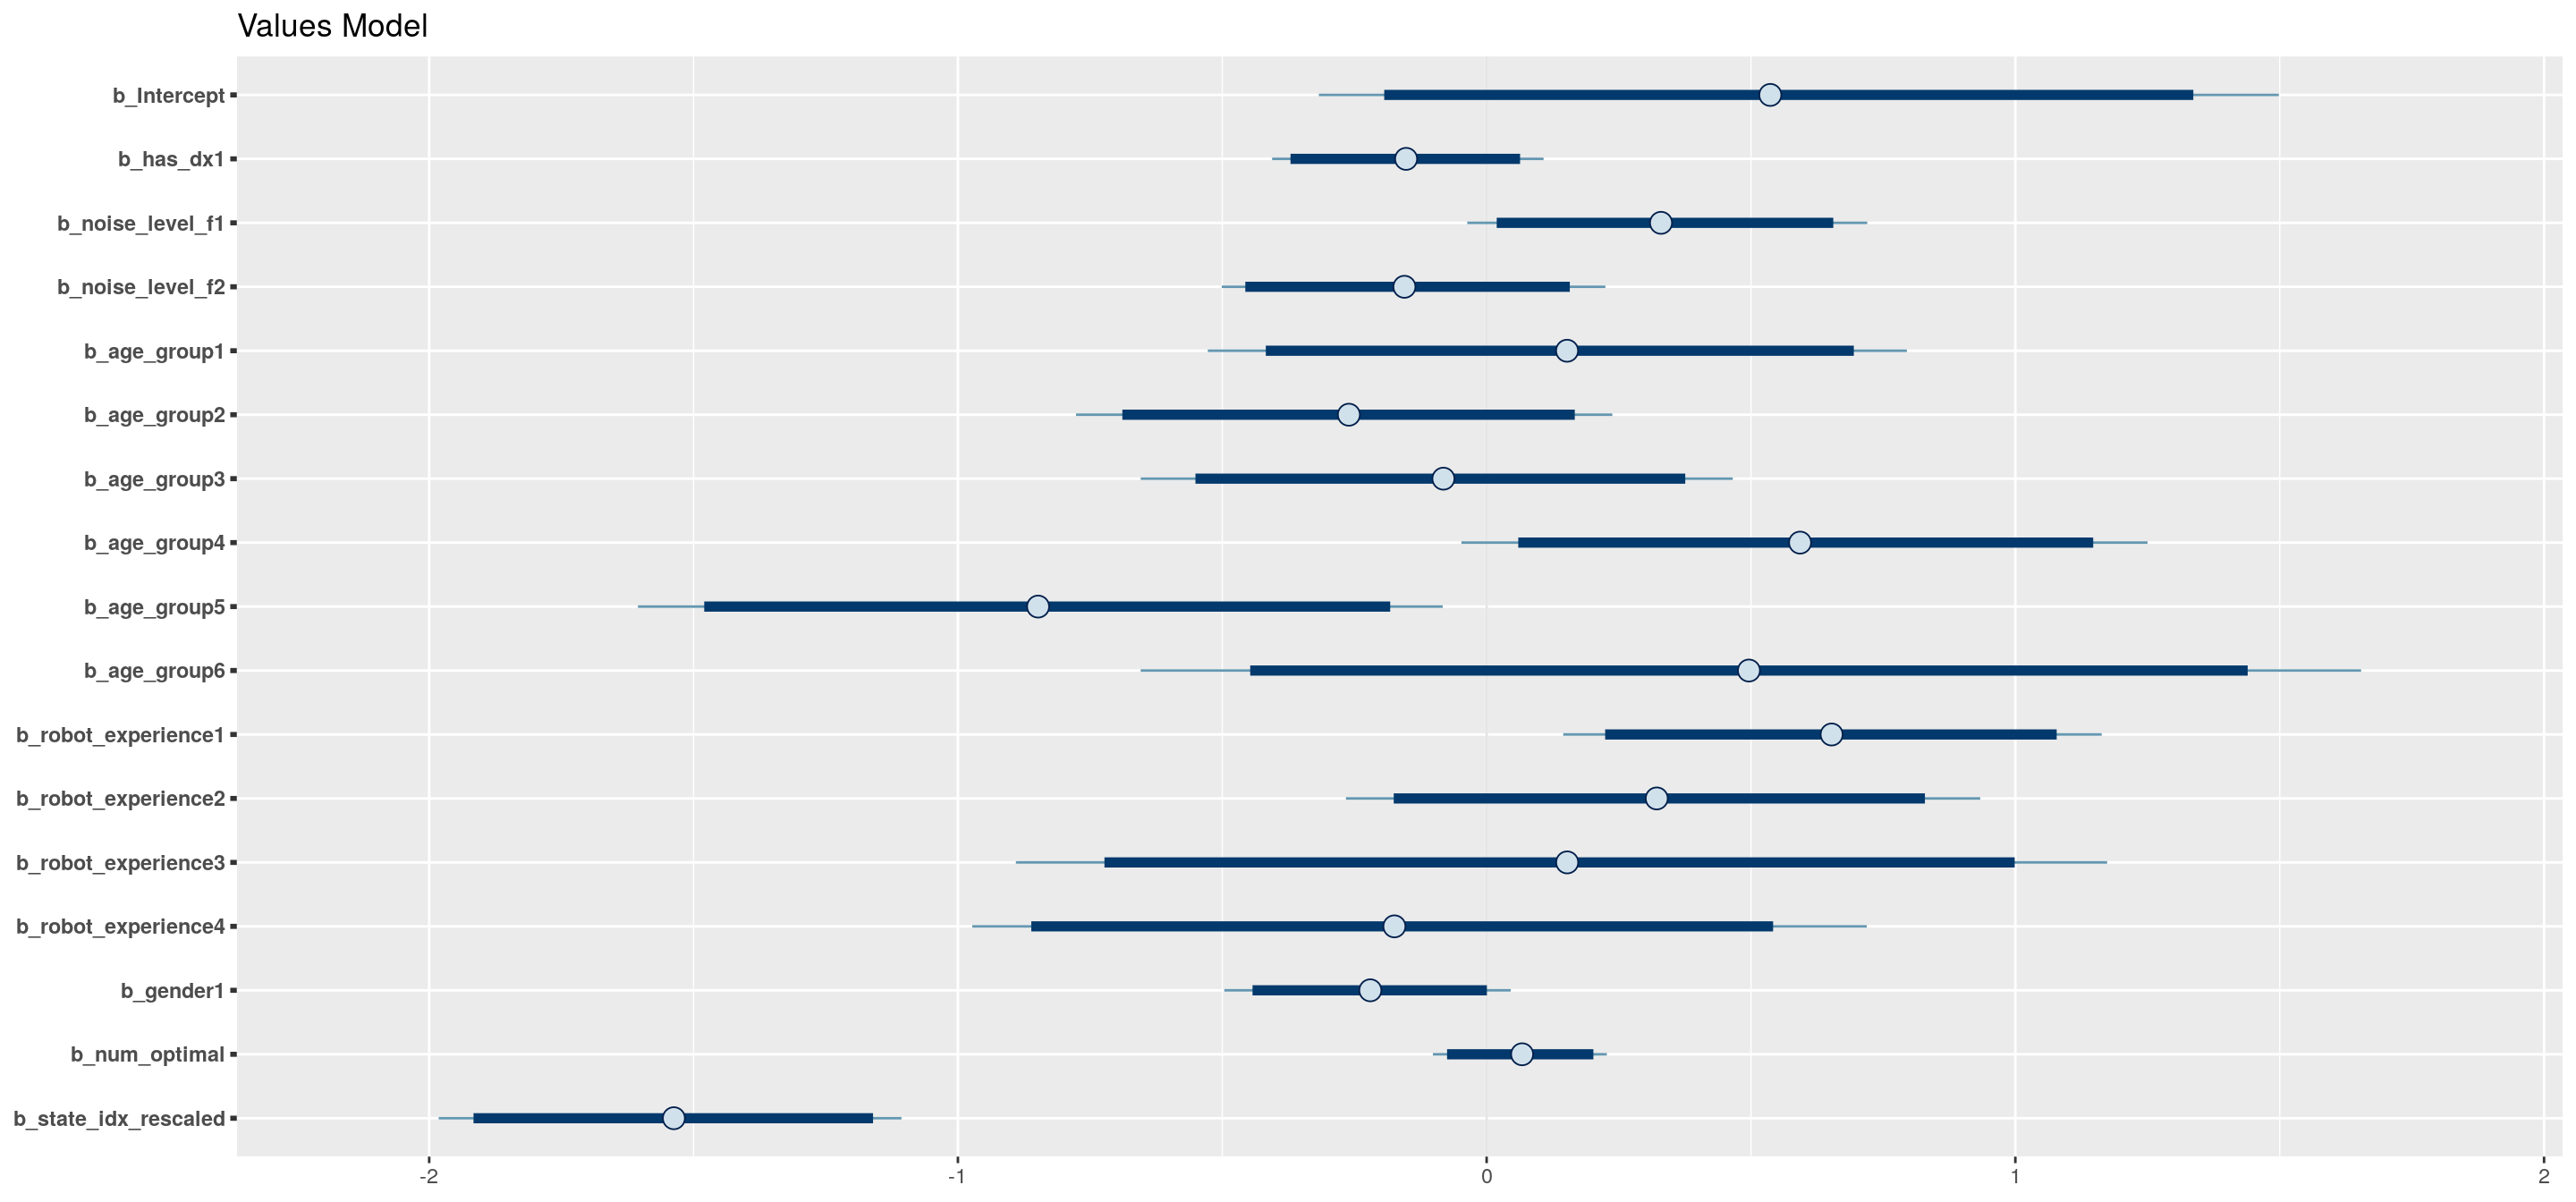 Values Model
b_Intercept
b_has_dx1
b_noise_level_f1
b_noise_level_f2
b_age_group1
b_age_group2
b_age_group3
b_age_group4
b_age_group5
b_age_group6
b_robot_experience1
b_robot_experience2
b_robot_experience3
b_robot_experience4
b_gender1
b_num_optimal
b_state_idx_rescaled
-2 -1 0 1 2